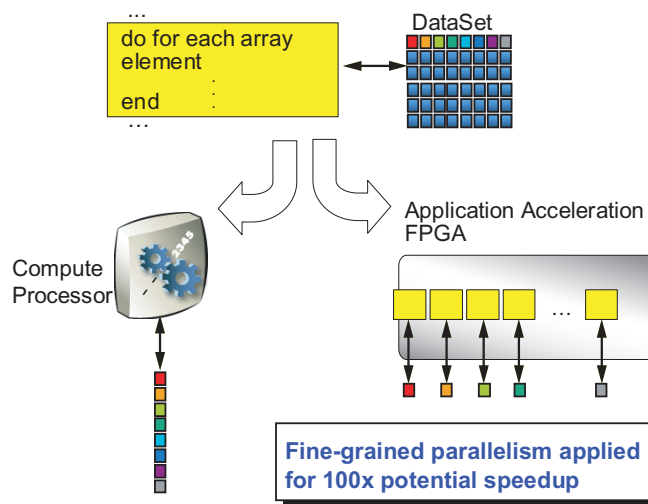 ...
do for each array
element
.
.
.
end
...
DataSet
2345
Compute
Processor
Application Acceleration
FPGA
...
Fine-grained parallelism applied
for 100x potential speedup